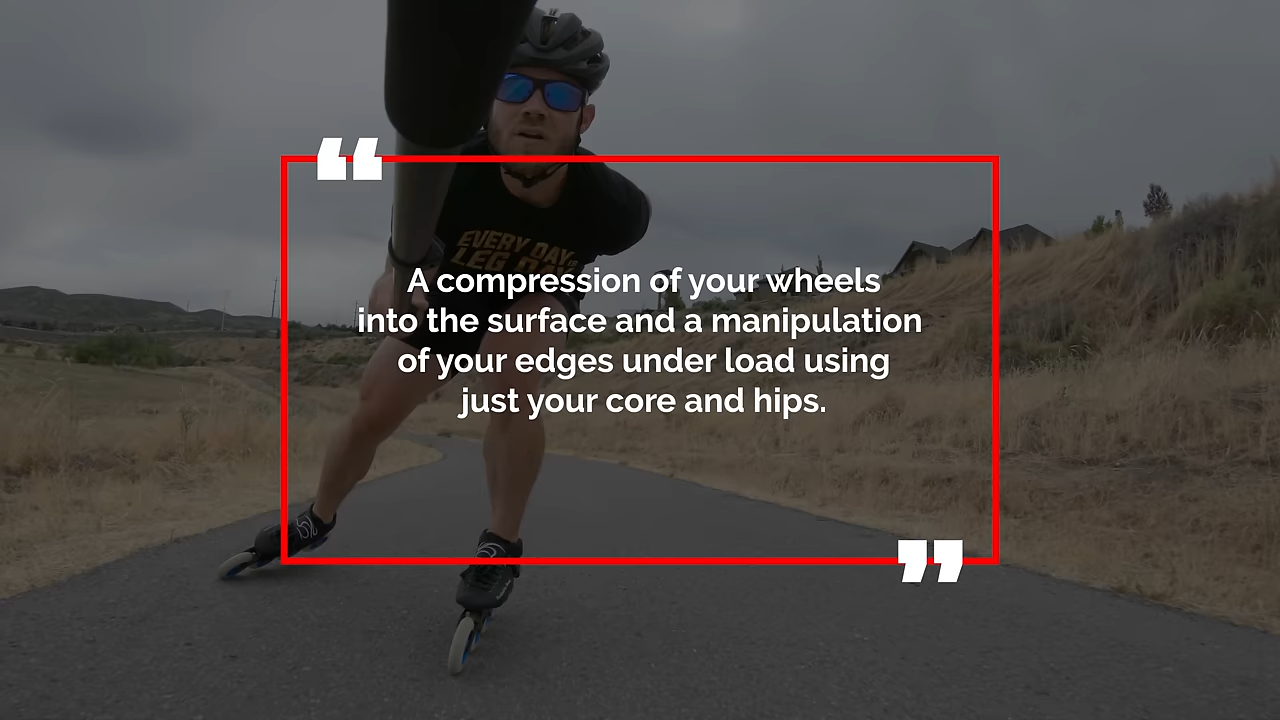 EVERY DAY
LEG D
A compression of your wheels
into the surface and a manipulation
of your edges under load using
just your core and hips.